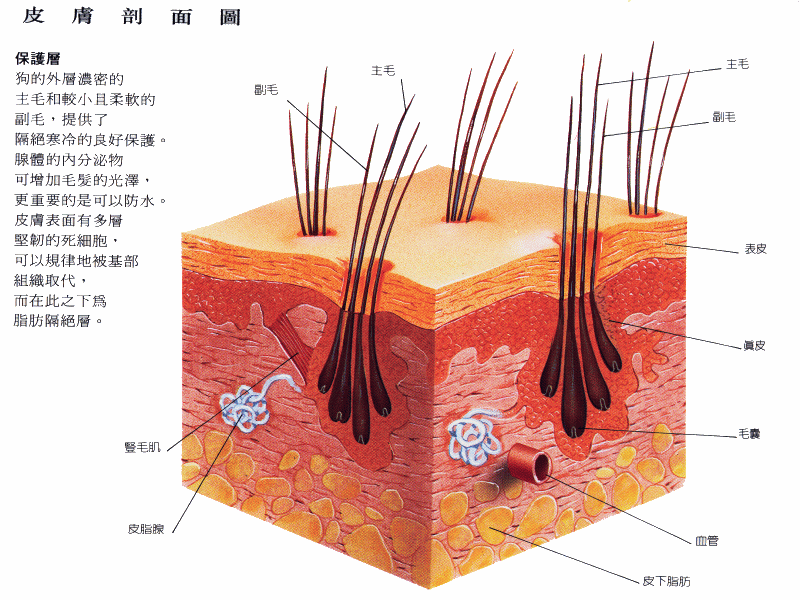 皮膚剖面圖
保護層
狗的外層濃密的
主毛和較小且柔軟的
副毛，提供了
隔絕寒冷的良好保護。
腺體的內分泌物
可增加毛髮的光澤，
更重要的是可以防水。
皮膚表面有多層
堅韌的死細胞，
可以規律地被基部
組織取代，
而在此之下為
脂肪隔絕層。
主毛
副毛
主毛
副毛
表皮
眞皮
豎毛肌
毛囊
皮脂腺
血管
皮下脂肪